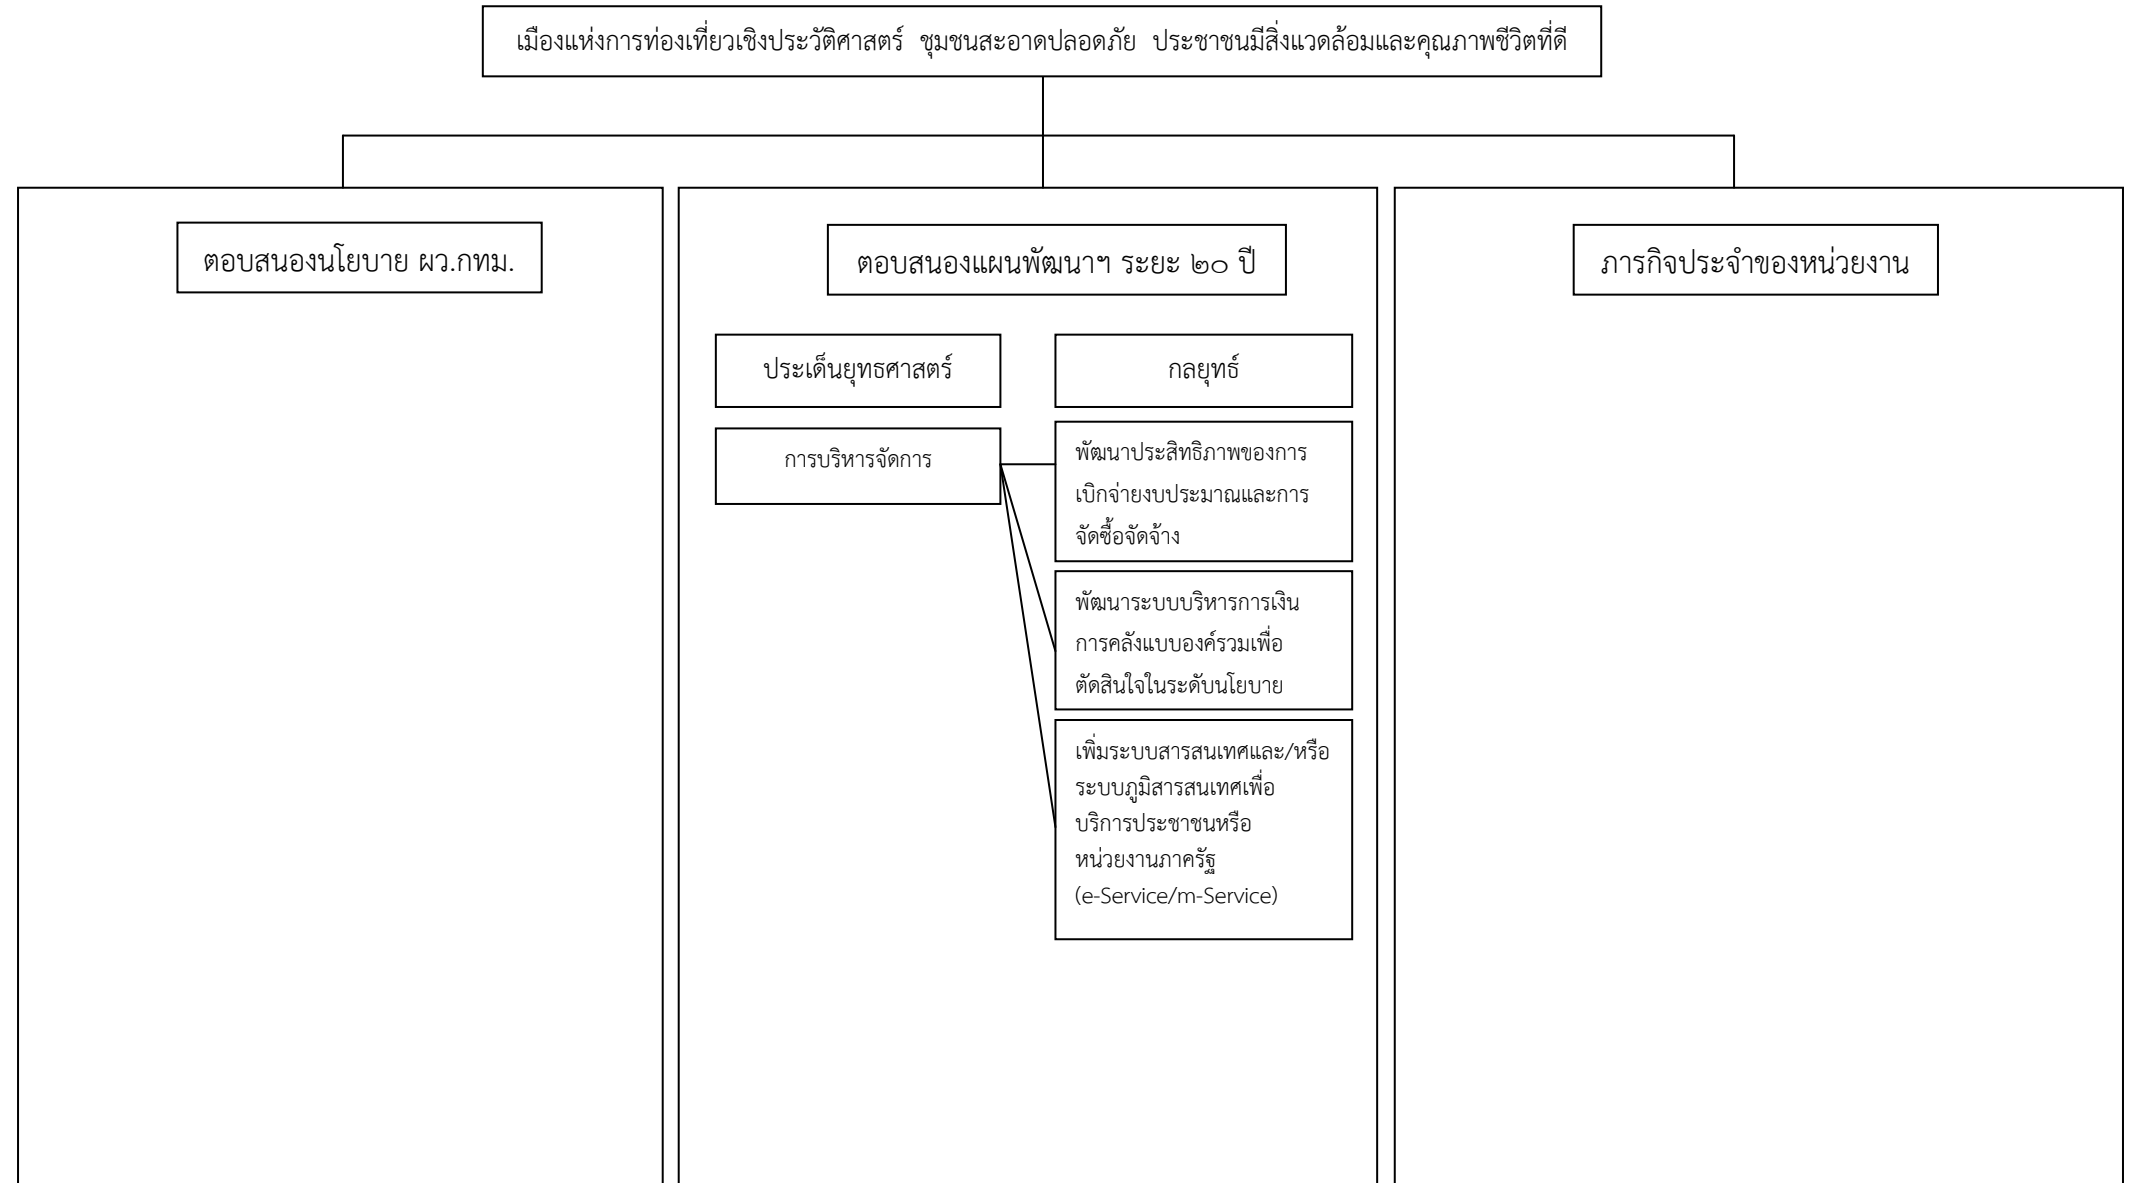 เมืองแห่งการท่องเที่ยวเชิงประวัติศาสตร์ ชุมชนสะอาดปลอดภัย ประชาชนมีสิ่งแวดล้อมและคุณภาพชีวิตที่ดี
ตอบสนองนโยบาย ผว.กทม.
ตอบสนองแผนพัฒนาฯ ระยะ ๒๐ ปี
ภารกิจประจำของหน่วยงาน
ประเด็นยุทธศาสตร์
กลยุทธ์
การบริหารจัดการ
พัฒนาประสิทธิภาพของการ
เบิกจ่ายงบประมาณและการ
จัดซื้อจัดจ้าง
พัฒนาระบบบริหารการเงิน
การคลังแบบองค์รวมเพื่อ
ตัดสินใจในระดับนโยบาย
เพิ่มระบบสารสนเทศและ/หรือ
ระบบภูมิสารสนเทศเพื่อ
บริการประชาชนหรือ
หน่วยงานภาครัฐ
(e-Service/m-Service)